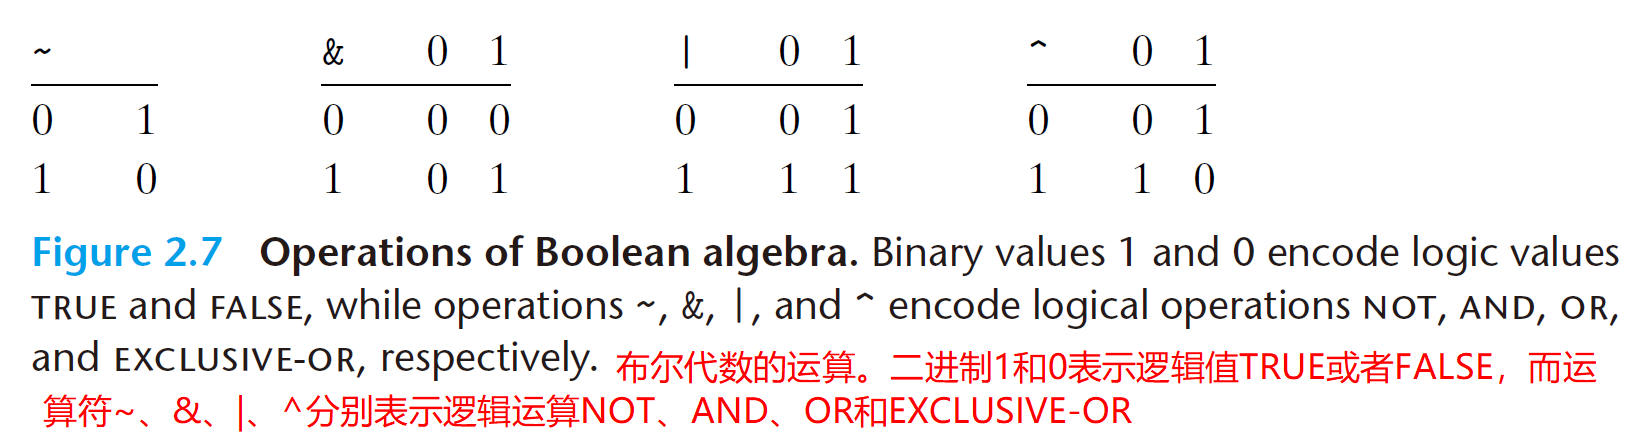 ~ & 0 1 | 0 1 ^ 0 1
0 1 0 0 0 0 0 1 0 0 1
1 0 1 0 1 1 1 1 1 1 0
Figure 2.7 Operations of Boolean algebra. Binary values 1 and 0 encode logic values
TRUE and FALSE, while operations ~, &, |, and ^ encode logical operations NOT, AND, OR,
and EXCLUSIVE-OR, respectively. 布尔代数的运算。二进制1和0表示逻辑值TRUE或者FALSE，而运
算符~、&、|、^分别表示逻辑运算NOT、AND、OR和EXCLUSIVE-OR